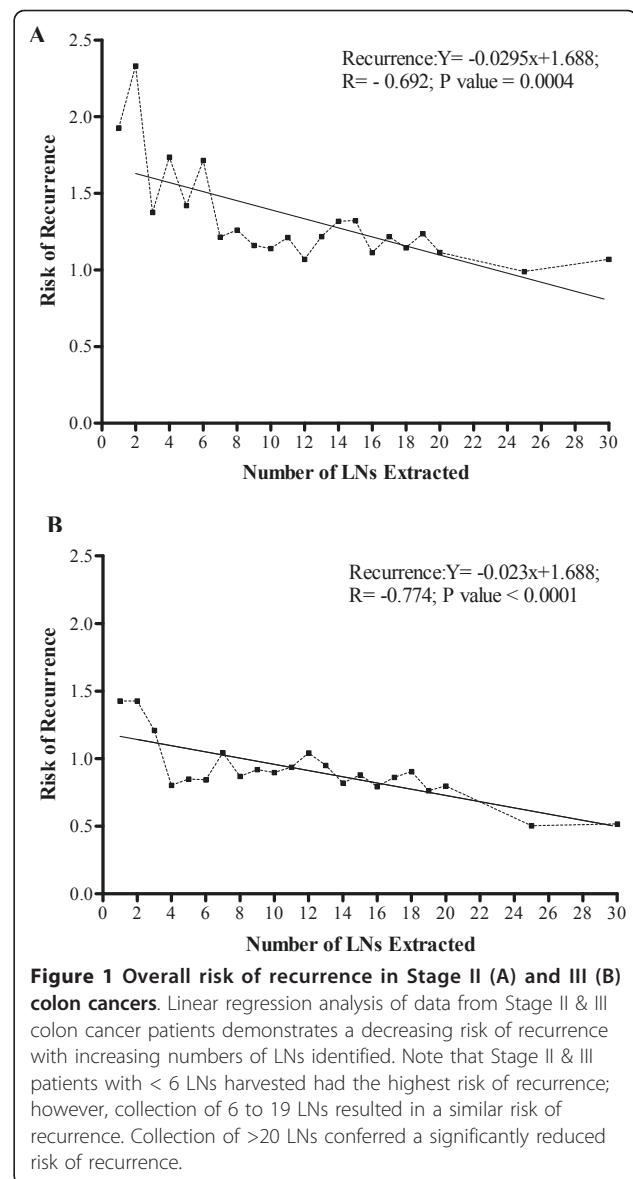 A
Recurrence:Y= -0.0295x+1.688;
R= - 0.692; P value = 0.0004
2.5
2.0
1.5
1.0
0.5
0.0
Risk of Recurrence
0 2 4 6 8 10 12 14 16 18 20 22 24 26 28 30
Number of LNs Extracted
B
Recurrence:Y= -0.023x+1.688;
R= -0.774; P value < 0.0001
2.5
2.0
1.5
1.0
0.5
0.0
Risk of Recurrence
0 2 4 6 8 10 12 14 16 18 20 22 24 26 28 30
Number of LNs Extracted
Figure 1 Overall risk of recurrence in Stage II (A) and III (B)
colon cancers. Linear regression analysis of data from Stage II & III
colon cancer patients demonstrates a decreasing risk of recurrence
with increasing numbers of LNs identified. Note that Stage II & III
patients with < 6 LNs harvested had the highest risk of recurrence;
however, collection of 6 to 19 LNs resulted in a similar risk of
recurrence. Collection of >20 LNs conferred a significantly reduced
risk of recurrence.